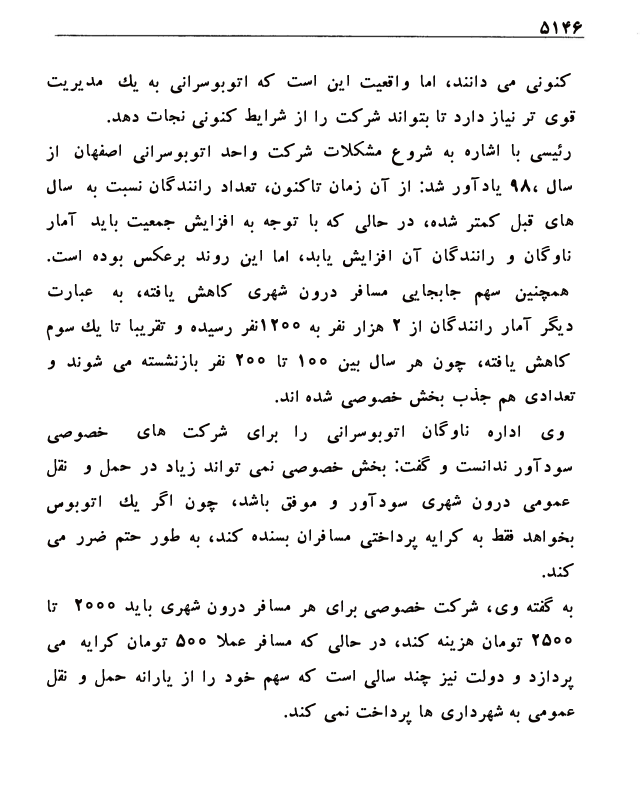 ۵۱۴۶
کنونی می دانند، اما واقعیت این است که اتوبوسرانی به یك مدیریت
قوی تر نیاز دارد تا بتواند شرکت را از شرایط کنونی نجات دهد.
رئیسی با اشاره به شروع مشکلات شرکت واحد اتوبوسرانی اصفهان از
سال ۹۸، یادآور شد: از آن زمان تاکنون، تعداد رانندگان نسبت به سال
های قبل کمتر شده، در حالی که با توجه به افزایش جمعیت باید آمار
ناوگان و رانندگان آن افزایش یابد، اما این روند برعکس بوده است.
همچنین سهم جابجایی مسافر درون شهری کاهش یافته، به عبارت
دیگر آمار رانندگان از ۲ هزار نفر به ۱۲۰۰نفر رسیده و تقریبا تا یك سوم
کاهش یافته، چون هر سال بین ۱۰۰ تا ۲۰۰ نفر بازنشسته می شوند و
تعدادی هم جذب بخش خصوصی شده اند.
وی اداره ناوگان اتوبوسرانی را برای شرکت های خصوصی
سودآور ندانست و گفت: بخش خصوصی نمی تواند زیاد در حمل و نقل
عمومی درون شهری سودآور و موفق باشد، چون اگر یك اتوبوس
بخواهد فقط به کرایه پرداختی مسافران بسنده کند، به طور حتم ضرر می
کند.
به گفته وی، شرکت خصوصی برای هر مسافر درون شهری باید ۲۰۰۰ تا
۲۵۰۰ تومان هزینه کند، در حالی که مسافر عملا ۵۰۰ تومان کرایه می
پردازد و دولت نیز چند سالی است که سهم خود را از یارانه حمل و نقل
عمومی به شهرداری ها پرداخت نمی کند.